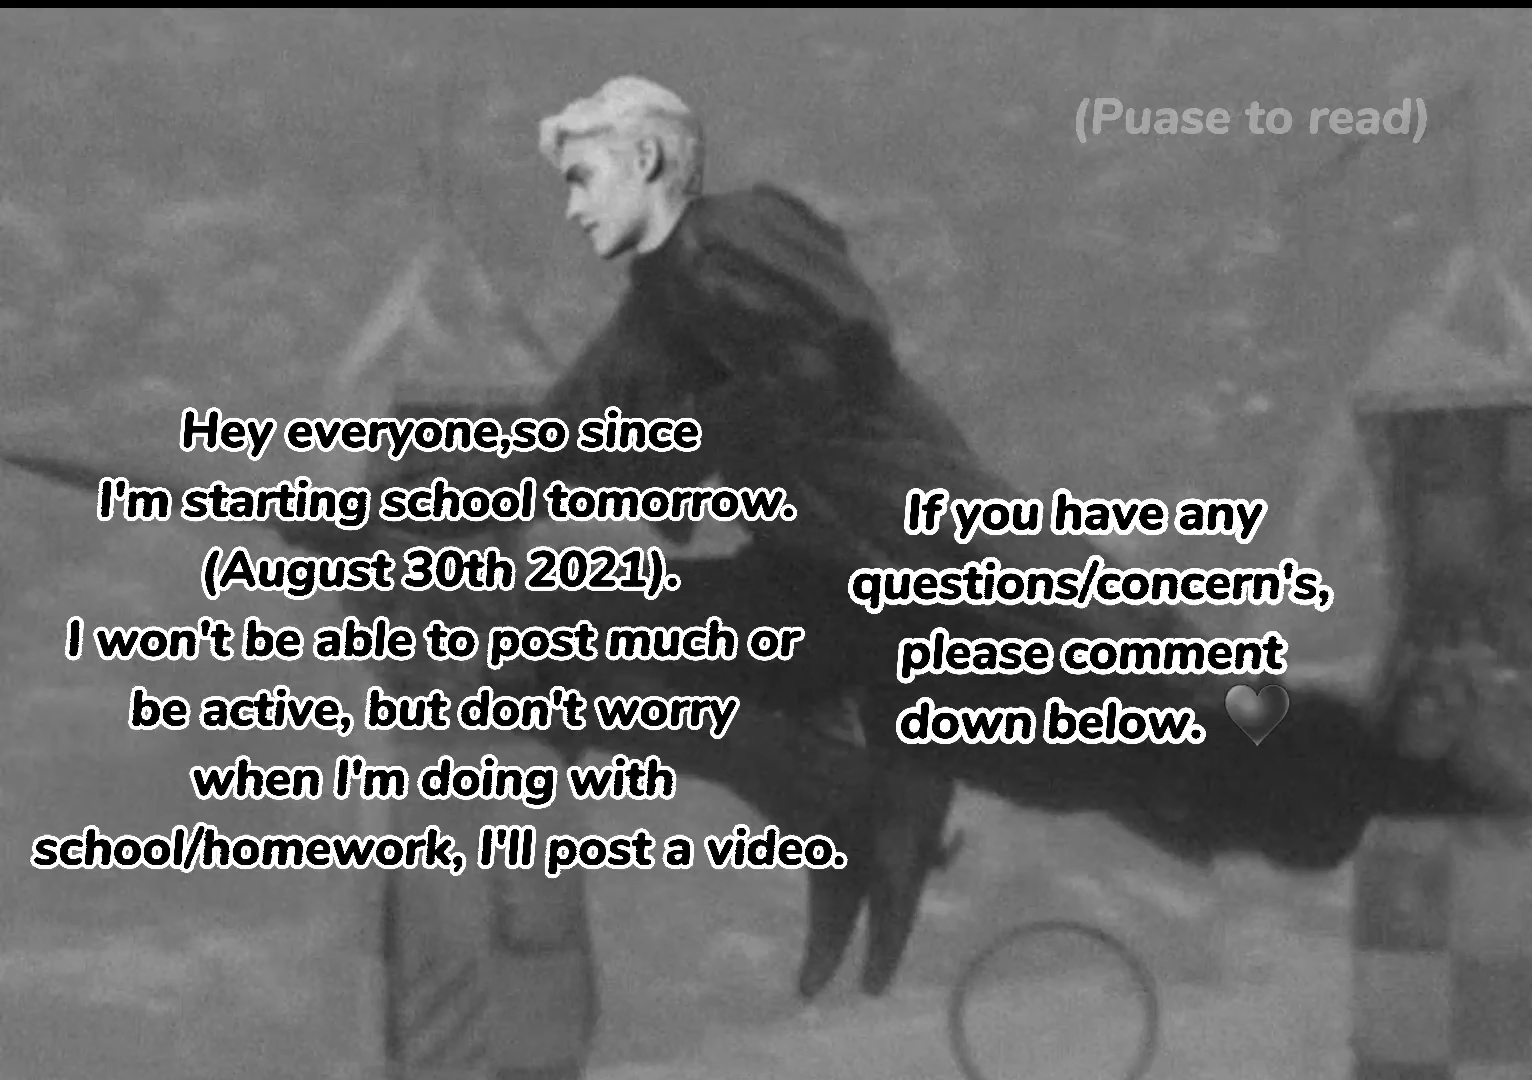 (Puase to read)
Hey everyone,so since
I'm starting school tomorrow.
(August 30th 2021).
I won't be able to post much or
be active, but don't worry
when I'm doing with
school/homework, I'll post a video.
If you have any
questions/concern's,
please comment
down below. 🖤